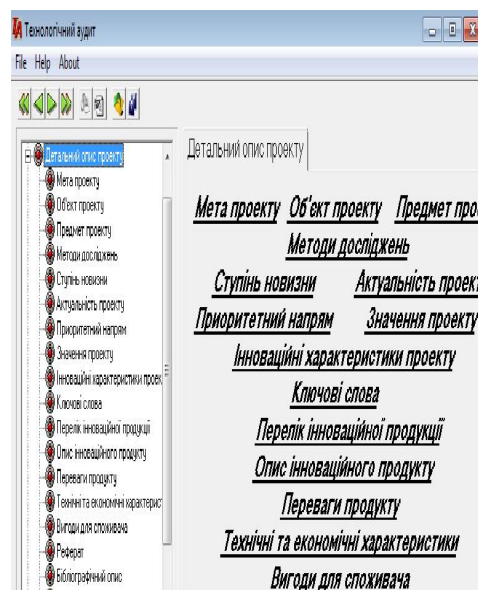 TA Технологічний аудит
File Help About
Детальний опис проекту
Мета проекту
Об'єкт проекту
Предмет проекту
Методи досліджень
Ступінь новизни
Актуальність проекту
Приоритетний напрям
Значення проекту
Інноваційні характеристики проек
Ключові слова
Перелік інноваційної продукції
Опис інноваційного продукту
Переваги продукту
Технічні та економічні характерис
Вигоди для споживача
Реферат
Бібліографічний опис
Детальний опис проекту
Мета проекту Об'єкт проекту Предмет про
Методи досліджень
Ступінь новизни Актуальність проект
Приоритетний напрям Значення проекту
Інноваційні характеристики проекту
Ключові слова
Перелік інноваційної продукції
Опис інноваційного продукту
Переваги продукту
Технічні та економічні характеристики
Вигоди для споживача